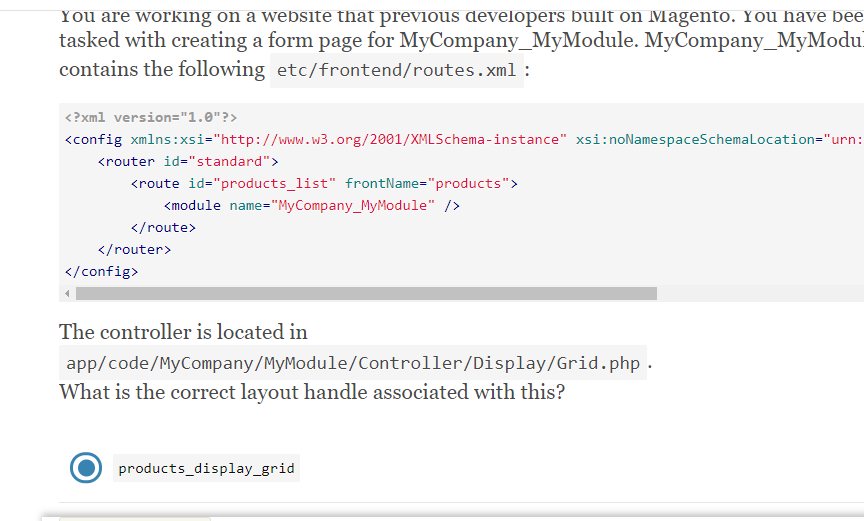 You are working on a website that previous developers built on Magento. You have bee
tasked with creating a form page for MyCompany_MyModule. MyCompany_MyModul
contains the following etc/frontend/routes.xml :
<?xml version="1.0"?>
<config xmlns:xsi="http://www.w3.org/2001/XMLSchema-instance" xsi:noNamespaceSchemaLocation="urn:
<router id="standard">
<route id="products_list" frontName="products">
<module name="MyCompany_MyModule" />
</route>
</router>
</config>
The controller is located in
app/code/MyCompany/MyModule/Controller/Display/Grid.php .
What is the correct layout handle associated with this?
products_display_grid